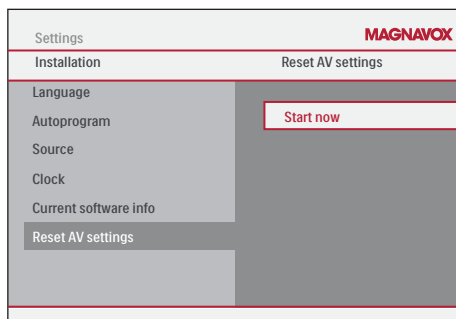 Settings
MAGNAVOX
Installation
Reset AV settings
Language
Autoprogram
Source
Clock
Current software info
Reset AV settings
Start now